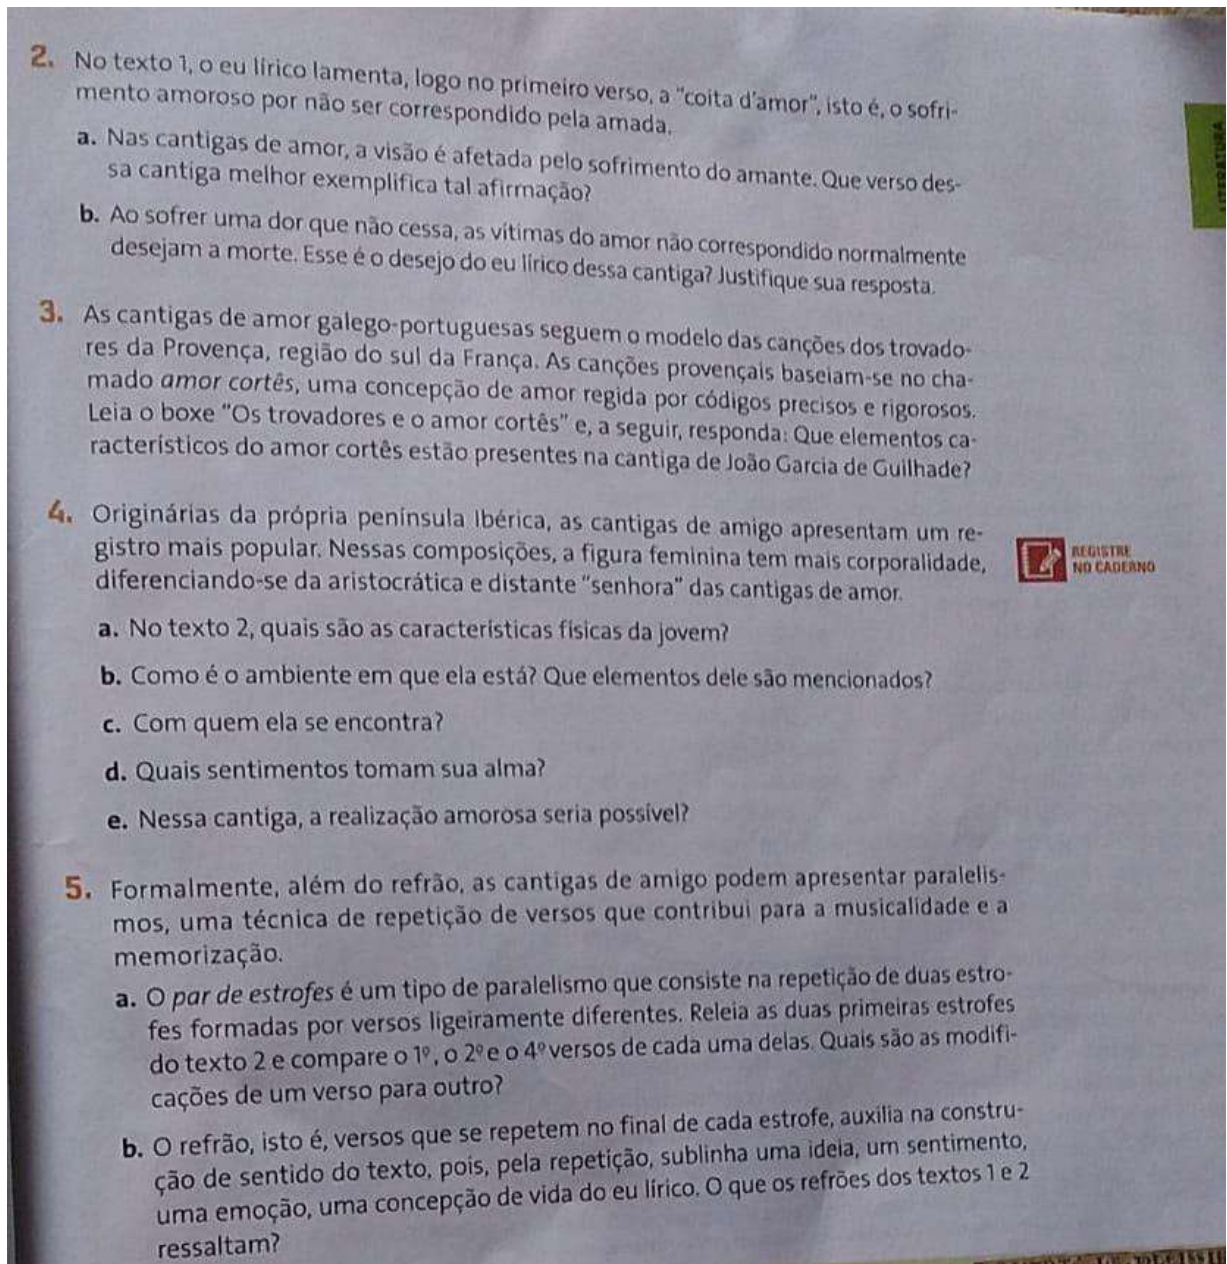 2. No texto 1, o eu lírico lamenta, logo no primeiro verso, a “coita d’amor”, isto é, o sofri-
mento amoroso por não ser correspondido pela amada.
a. Nas cantigas de amor, a visão é afetada pelo sofrimento do amante. Que verso des-
sa cantiga melhor exemplifica tal afirmação?
b. Ao sofrer uma dor que não cessa, as vítimas do amor não correspondido normalmente
desejam a morte. Esse é o desejo do eu lírico dessa cantiga? Justifique sua resposta.
3. As cantigas de amor galego-portuguesas seguem o modelo das canções dos trovado-
res da Provença, região do sul da França. As canções provençais baseiam-se no cha-
mado amor cortês, uma concepção de amor regida por códigos precisos e rigorosos.
Leia o boxe “Os trovadores e o amor cortês” e, a seguir, responda: Que elementos ca-
racterísticos do amor cortês estão presentes na cantiga de João Garcia de Guilhade?
4. Originárias da própria península Ibérica, as cantigas de amigo apresentam um re-
gistro mais popular. Nessas composições, a figura feminina tem mais corporalidade,
diferenciando-se da aristocrática e distante “senhora” das cantigas de amor.
REGISTRE
NO CADERNO
a. No texto 2, quais são as características físicas da jovem?
b. Como é o ambiente em que ela está? Que elementos dele são mencionados?
c. Com quem ela se encontra?
d. Quais sentimentos tomam sua alma?
e. Nessa cantiga, a realização amorosa seria possível?
5. Formalmente, além do refrão, as cantigas de amigo podem apresentar paralelis-
mos, uma técnica de repetição de versos que contribui para a musicalidade e a
memorização.
a. O par de estrofes é um tipo de paralelismo que consiste na repetição de duas estro-
fes formadas por versos ligeiramente diferentes. Releia as duas primeiras estrofes
do texto 2 e compare o 1º, o 2º e o 4º versos de cada uma delas. Quais são as modifi-
cações de um verso para outro?
b. O refrão, isto é, versos que se repetem no final de cada estrofe, auxilia na constru-
ção de sentido do texto, pois, pela repetição, sublinha uma ideia, um sentimento,
uma emoção, uma concepção de vida do eu lírico. O que os refrões dos textos 1 e 2
ressaltam?
LITERATURA